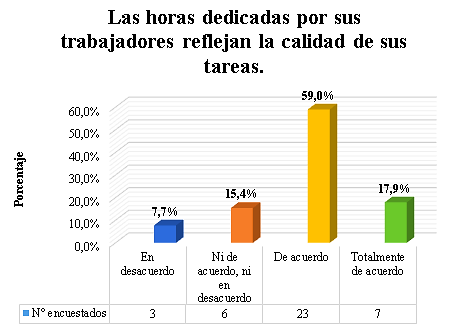 Las horas dedicadas por sus
trabajadores reflejan la calidad de sus
tareas.
Porcentaje
60,0%
50,0%
40,0%
30,0%
20,0%
10,0%
0,0%
7,7%
15,4%
59,0%
17,9%
En
desacuerdo
Ni de
acuerdo, ni
en
desacuerdo
De acuerdo
Totalmente
de acuerdo
N° encuestados 3 6 23 7